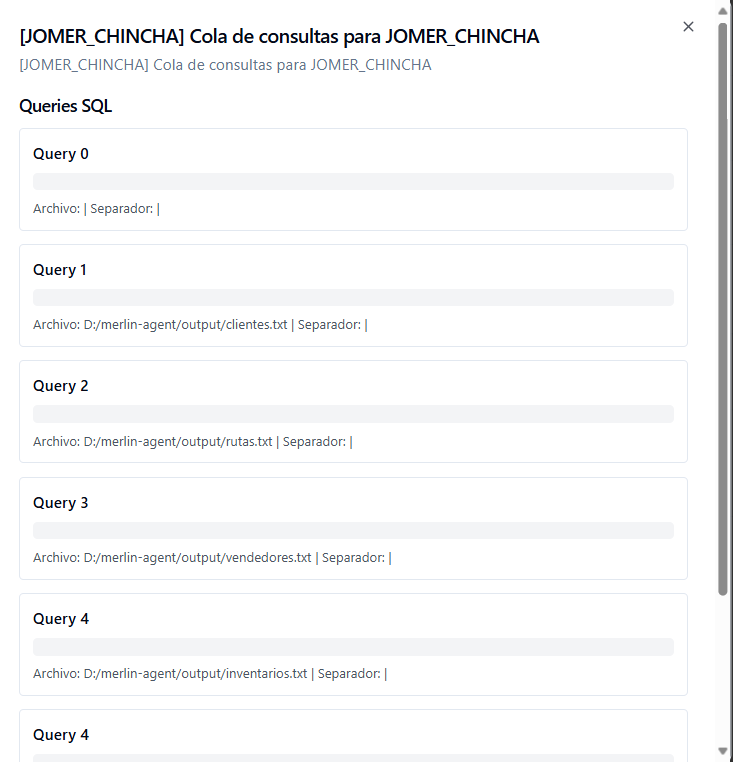 [JOMER_CHINCHA] Cola de consultas para JOMER_CHINCHA
[JOMER_CHINCHA] Cola de consultas para JOMER_CHINCHA
Queries SQL
Query 0
Archivo: | Separador: |
Query 1
Archivo: D:/merlin-agent/output/clientes.txt | Separador: |
Query 2
Archivo: D:/merlin-agent/output/rutas.txt | Separador: |
Query 3
Archivo: D:/merlin-agent/output/vendedores.txt | Separador: |
Query 4
Archivo: D:/merlin-agent/output/inventarios.txt | Separador: |
Query 4